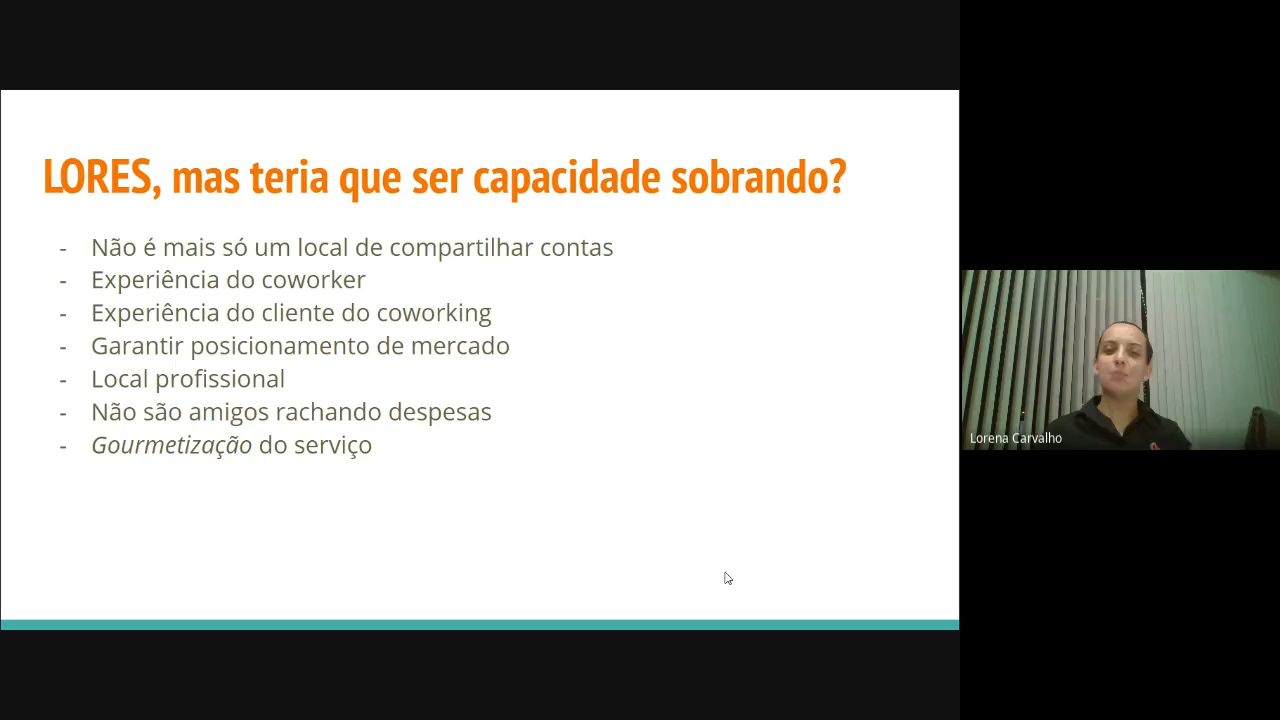 LORES, mas teria que ser capacidade sobrando?
- Não é mais só um local de compartilhar contas
- Experiência do coworker
- Experiência do cliente do coworking
- Garantir posicionamento de mercado
- Local profissional
- Não são amigos rachando despesas
- Gourmetização do serviço
Lorena Carvalho